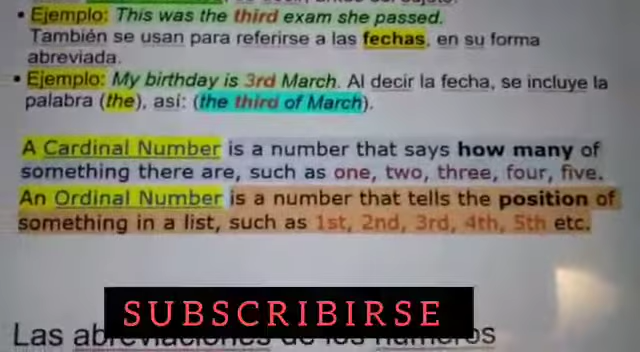 • Ejemplo: This was the third exam she passed.
También se usan para referirse a las fechas, en su forma
abreviada.
• Ejemplo: My birthday is 3rd March. Al decir la fecha, se incluye la
palabra (the), así: (the third of March).
A Cardinal Number is a number that says how many of
something there are, such as one, two, three, four, five.
An Ordinal Number is a number that tells the position of
something in a list, such as 1st, 2nd, 3rd, 4th, 5th etc.
SUBSCRIBIRSE
Las abreviaciones de los números